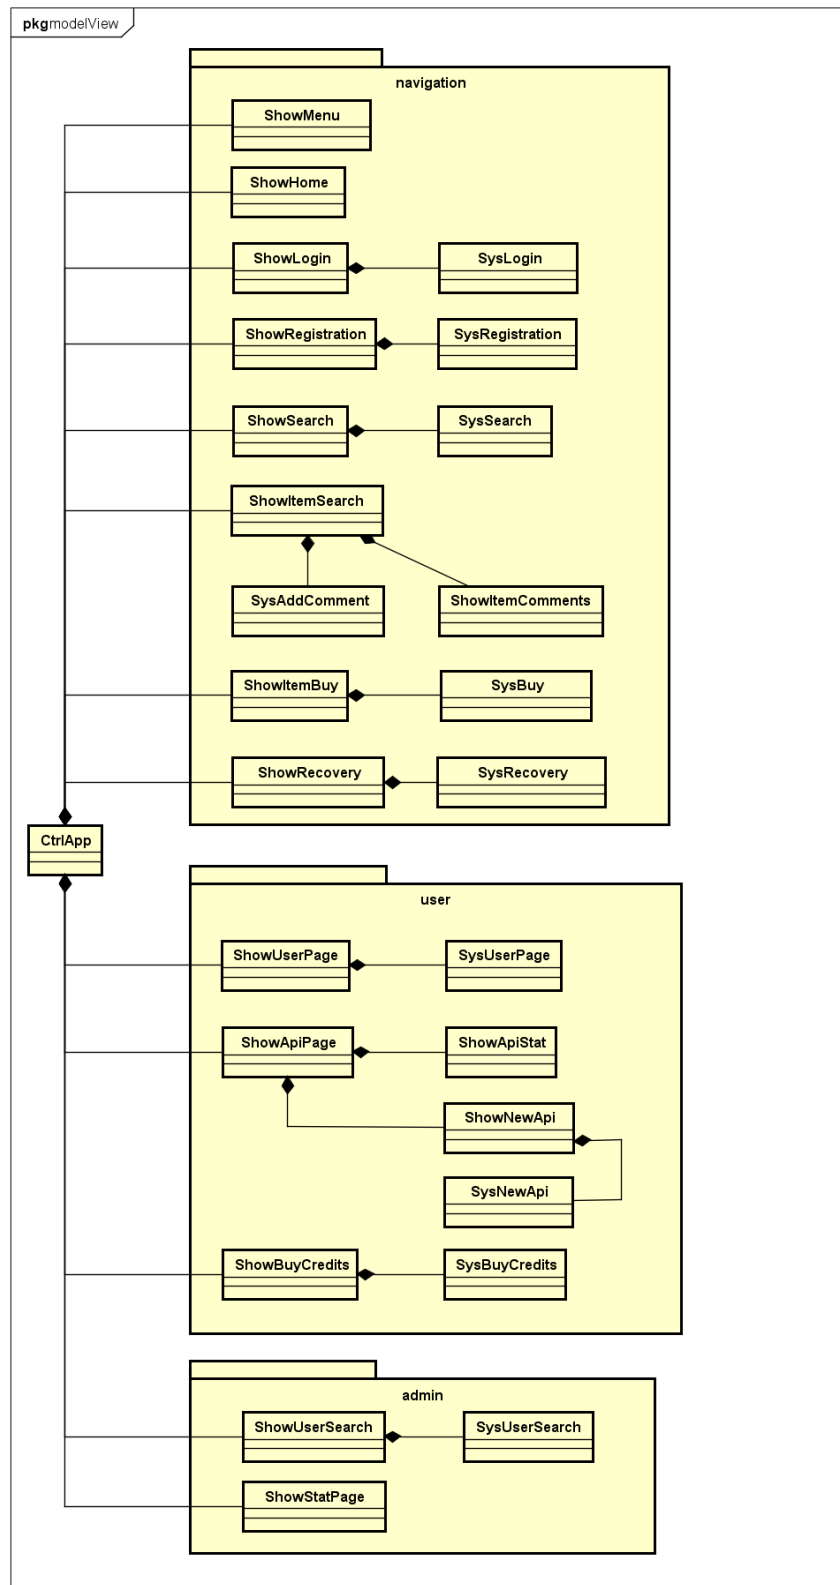 pkg modelView
navigation
ShowMenu
ShowHome
ShowLogin
SysLogin
ShowRegistration
SysRegistration
ShowSearch
SysSearch
ShowItemSearch
SysAddComment
ShowItemComments
ShowItemBuy
SysBuy
ShowRecovery
SysRecovery
CtrlApp
user
ShowUserPage
SysUserPage
ShowApiPage
ShowApiStat
ShowNewApi
SysNewApi
ShowBuyCredits
SysBuyCredits
admin
ShowUserSearch
SysUserSearch
ShowStatPage